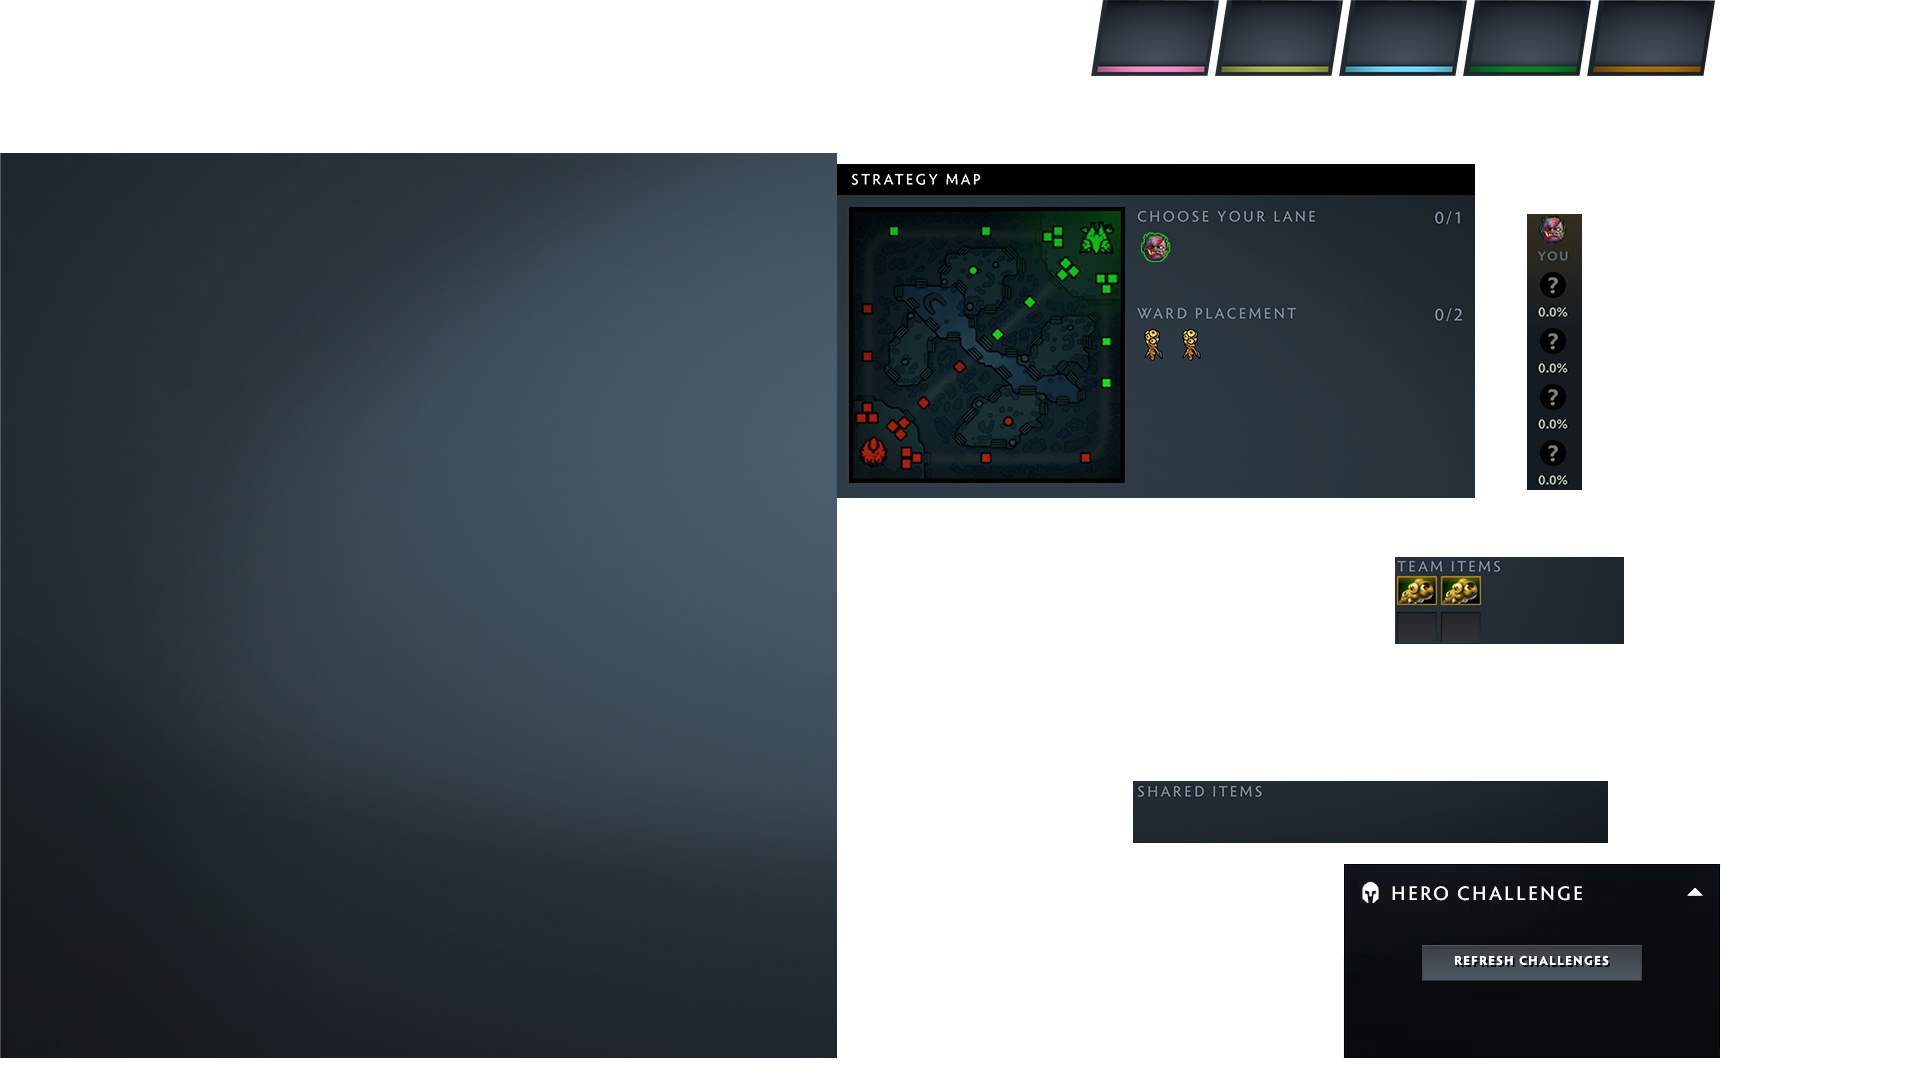 STRATEGY MAP
CHOOSE YOUR LANE 0/1
WARD PLACEMENT 0/2
YOU
?
0.0%
?
0.0%
?
0.0%
?
0.0%
TEAM ITEMS
SHARED ITEMS
HERO CHALLENGE
REFRESH CHALLENGES